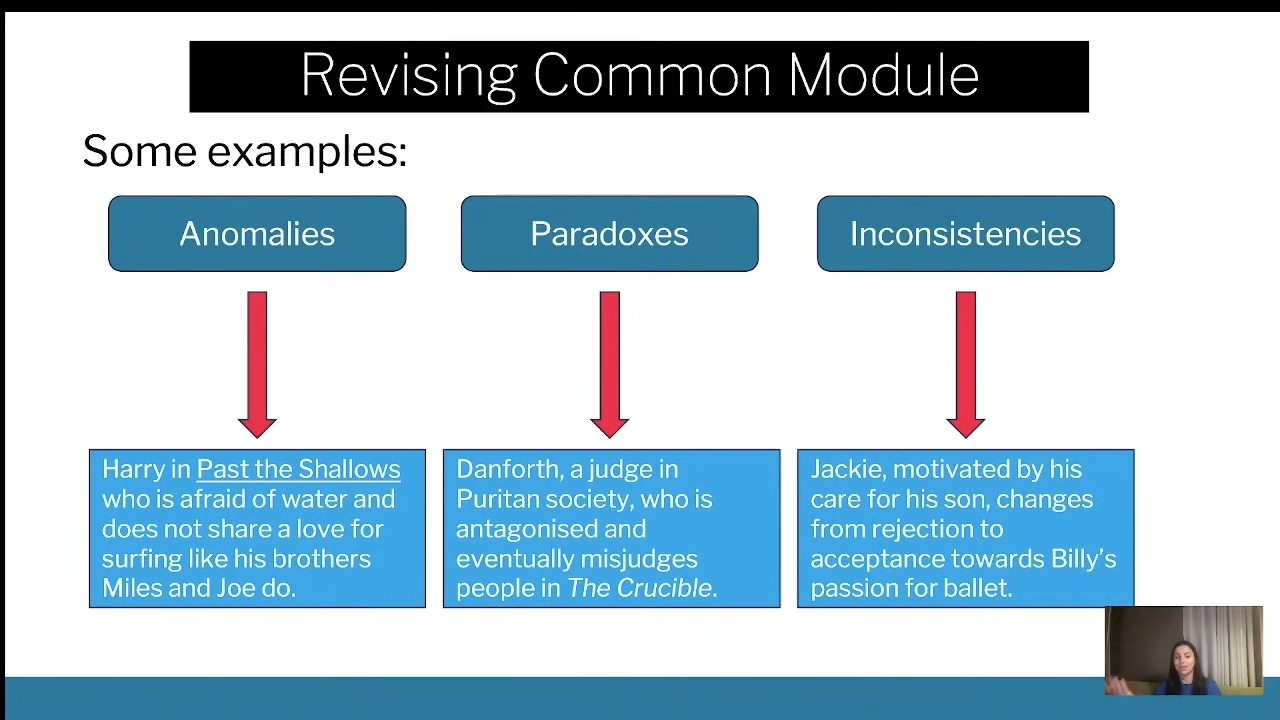 Revising Common Module
Some examples:
Anomalies
Paradoxes
Inconsistencies
Harry in Past the Shallows
who is afraid of water and
does not share a love for
surfing like his brothers
Miles and Joe do.
Danforth, a judge in
Puritan society, who is
antagonised and
eventually misjudges
people in The Crucible.
Jackie, motivated by his
care for his son, changes
from rejection to
acceptance towards Billy's
passion for ballet.